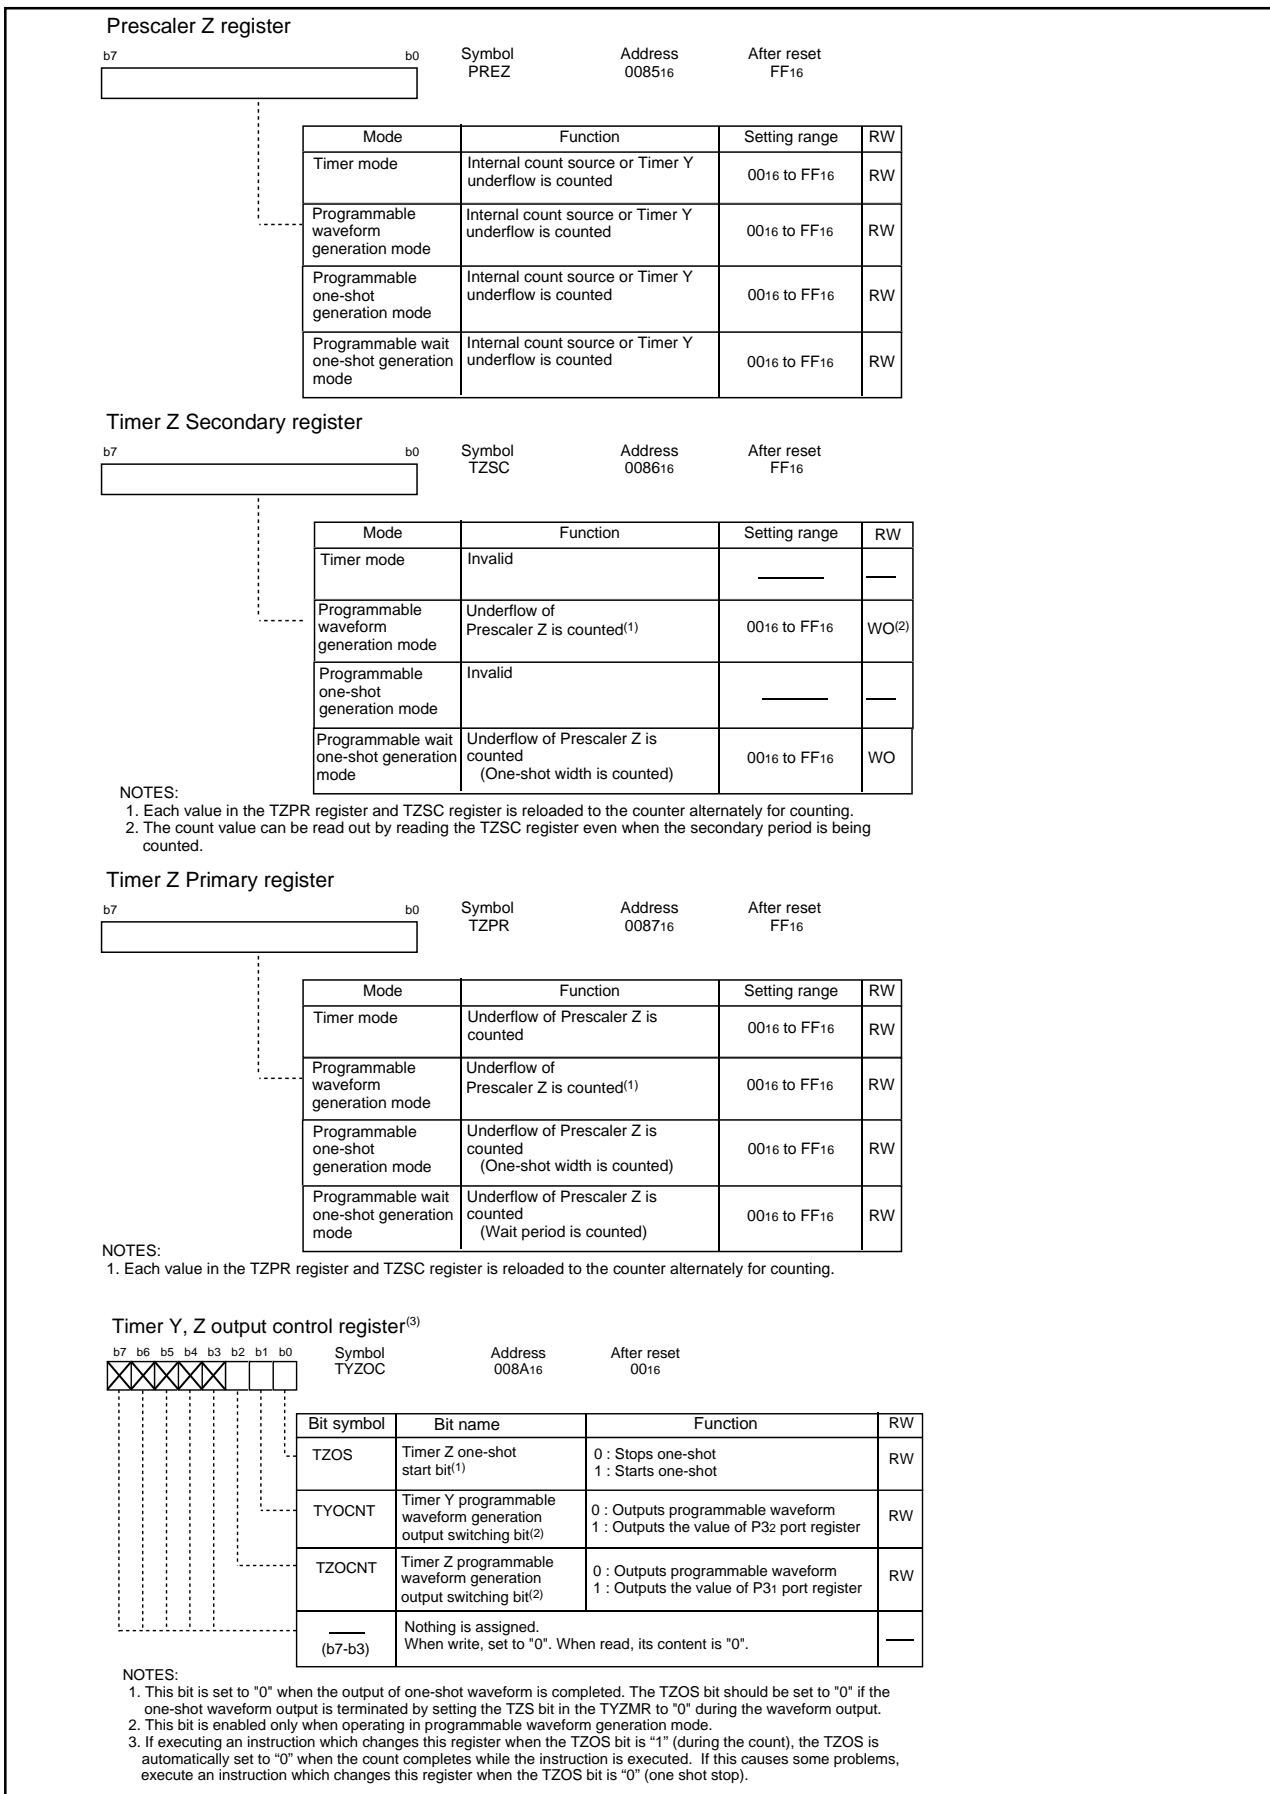 Prescaler Z register
b7 b0 Symbol Address After reset
PREZ 008516 FF16
Mode Function Setting range RW
Timer mode Internal count source or Timer Y
underflow is counted 0016 to FF16 RW
Programmable Internal count source or Timer Y
waveform underflow is counted 0016 to FF16 RW
generation mode
Programmable Internal count source or Timer Y
one-shot underflow is counted 0016 to FF16 RW
generation mode
Programmable wait Internal count source or Timer Y
one-shot generation underflow is counted 0016 to FF16 RW
mode
Timer Z Secondary register
b7 b0 Symbol Address After reset
TZSC 008616 FF16
Mode Function Setting range RW
Timer mode Invalid
Programmable Underflow of
waveform Prescaler Z is counted(1) 0016 to FF16 WO(2)
generation mode
Programmable Invalid
one-shot
generation mode
Programmable wait Underflow of Prescaler Z is
one-shot generation counted 0016 to FF16 WO
mode (One-shot width is counted)
NOTES:
1. Each value in the TZPR register and TZSC register is reloaded to the counter alternately for counting.
2. The count value can be read out by reading the TZSC register even when the secondary period is being
counted.
Timer Z Primary register
b7 b0 Symbol Address After reset
TZPR 008716 FF16
Mode Function Setting range RW
Timer mode Underflow of Prescaler Z is
counted 0016 to FF16 RW
Programmable Underflow of
waveform Prescaler Z is counted(1) 0016 to FF16 RW
generation mode
Programmable Underflow of Prescaler Z is
one-shot counted 0016 to FF16 RW
generation mode (One-shot width is counted)
Programmable wait Underflow of Prescaler Z is
one-shot generation counted 0016 to FF16 RW
mode (Wait period is counted)
NOTES:
1. Each value in the TZPR register and TZSC register is reloaded to the counter alternately for counting.
Timer Y, Z output control register(3)
b7 b6 b5 b4 b3 b2 b1 b0 Symbol Address After reset
TYZOC 008A16 0016
Bit symbol Bit name Function RW
TZOS Timer Z one-shot 0 : Stops one-shot RW
start bit(1) 1 : Starts one-shot
Timer Y programmable
TYOCNT waveform generation 0 : Outputs programmable waveform RW
output switching bit(2) 1 : Outputs the value of P32 port register
TZOCNT Timer Z programmable 0 : Outputs programmable waveform RW
waveform generation 1 : Outputs the value of P31 port register
output switching bit(2)
Nothing is assigned.
(b7-b3) When write, set to "0". When read, its content is "0".
NOTES:
1. This bit is set to "0" when the output of one-shot waveform is completed. The TZOS bit should be set to "0" if the
one-shot waveform output is terminated by setting the TZS bit in the TYZMR to "0" during the waveform output.
2. This bit is enabled only when operating in programmable waveform generation mode.
3. If executing an instruction which changes this register when the TZOS bit is “1” (during the count), the TZOS is
automatically set to “0” when the count completes while the instruction is executed. If this causes some problems,
execute an instruction which changes this register when the TZOS bit is “0” (one shot stop).